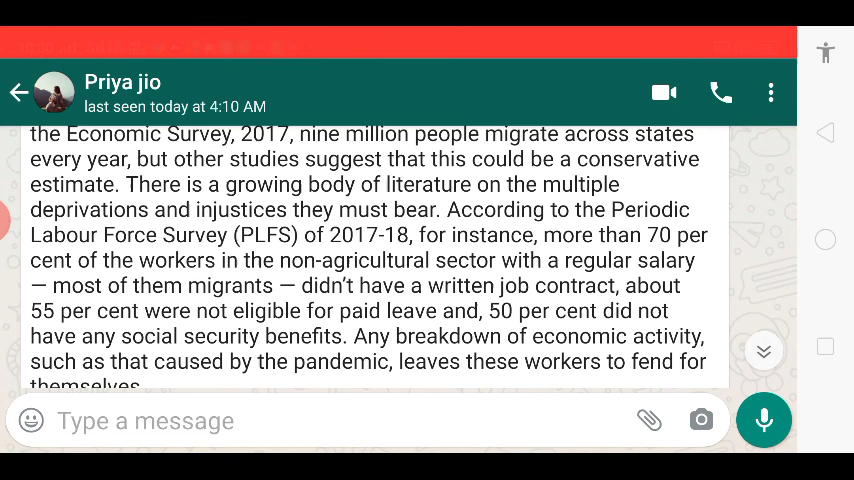 Priya jio
last seen today at 4:10 AM
the Economic Survey, 2017, nine million people migrate across states
every year, but other studies suggest that this could be a conservative
estimate. There is a growing body of literature on the multiple
deprivations and injustices they must bear. According to the Periodic
Labour Force Survey (PLFS) of 2017-18, for instance, more than 70 per
cent of the workers in the non-agricultural sector with a regular salary
— most of them migrants — didn't have a written job contract, about
55 per cent were not eligible for paid leave and, 50 per cent did not
have any social security benefits. Any breakdown of economic activity,
such as that caused by the pandemic, leaves these workers to fend for
themselves
Type a message